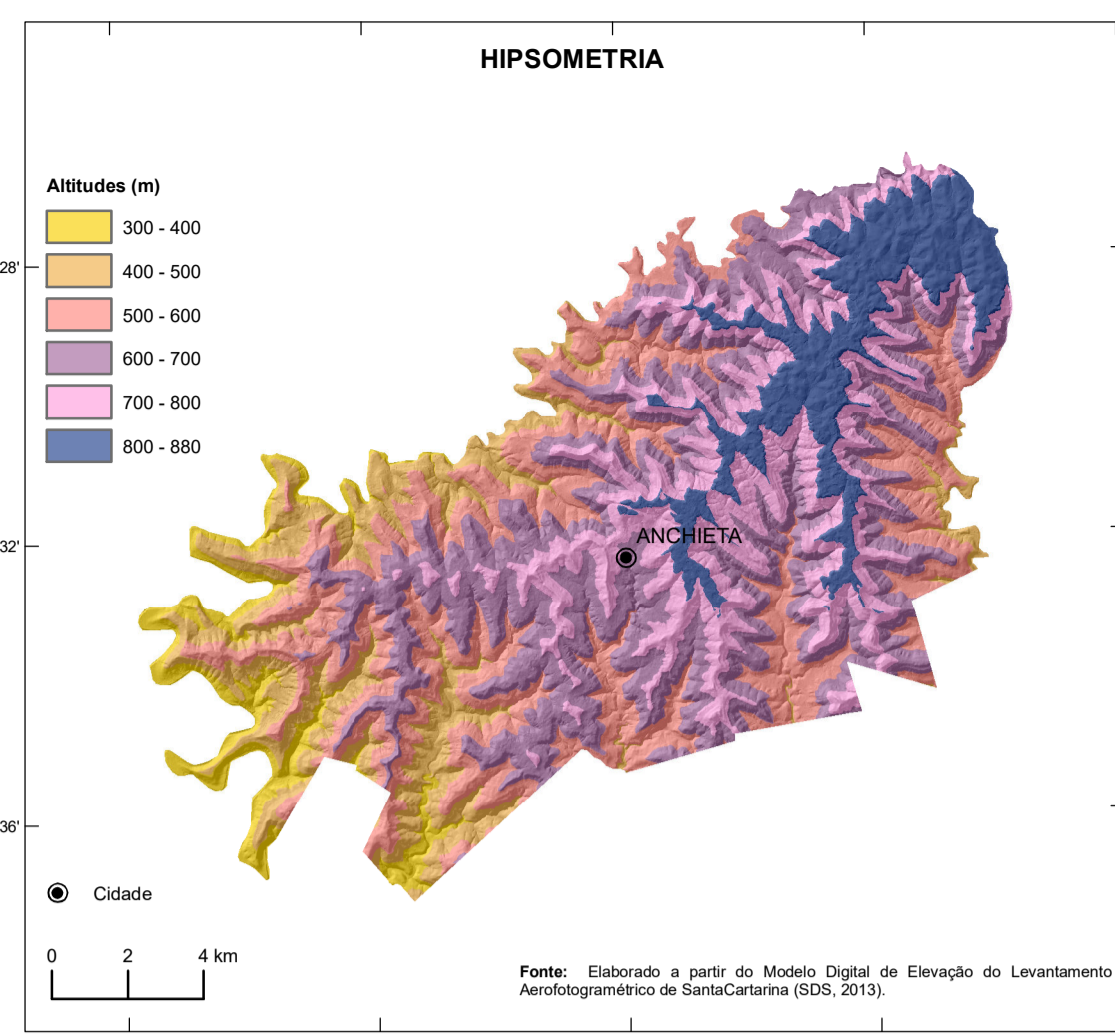 HIPSOMETRIA
Altitudes (m)
300 - 400
400 - 500
500 - 600
600 - 700
700 - 800
800 - 880
28'
32'
36'
ANCHIETA
Cidade
0 2 4 km
Fonte: Elaborado a partir do Modelo Digital de Elevação do Levantamento
Aerofotogramétrico de SantaCartarina (SDS, 2013).